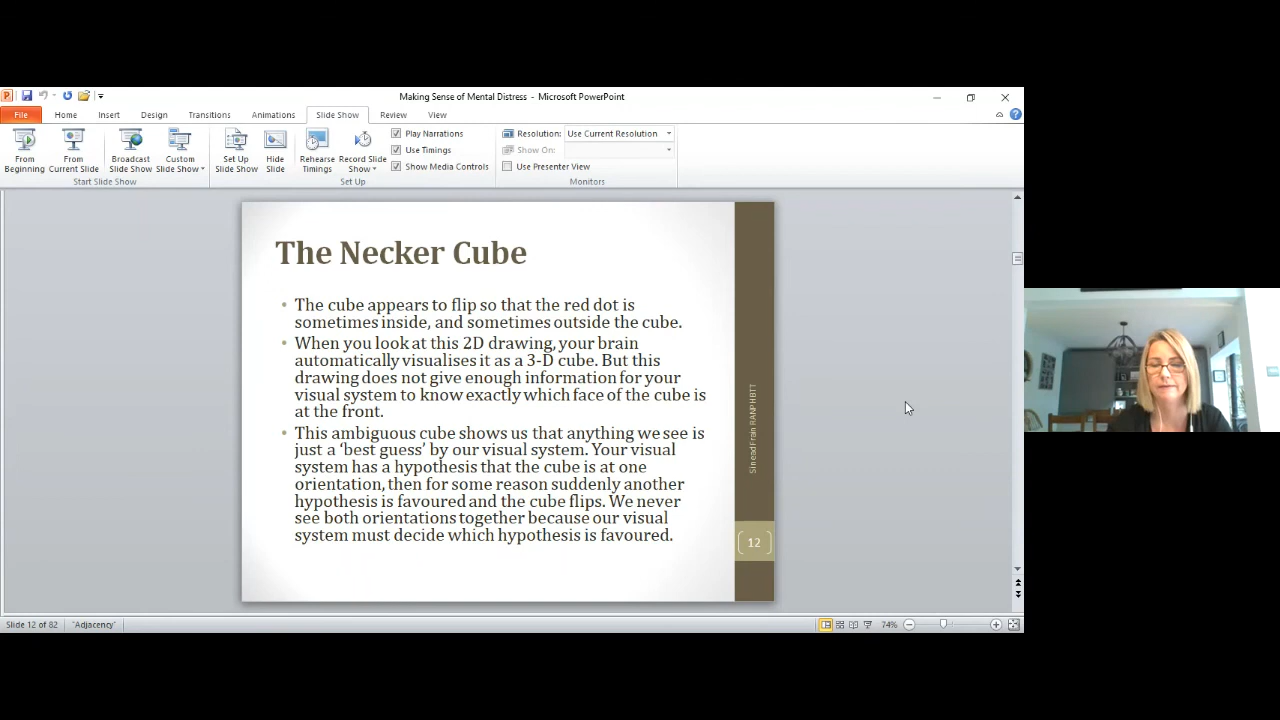 Making Sense of Mental Distress - Microsoft PowerPoint
File Home Insert Design Transitions Animations Slide Show Review View
From Beginning
From Current Slide
Broadcast Slide Show
Custom Slide Show
Start Slide Show
Set Up Slide Show
Hide Slide
Rehearse Timings
Record Slide Show
Play Narrations
Use Timings
Show Media Controls
Set Up
Resolution: Use Current Resolution
Show On:
Use Presenter View
Monitors
The Necker Cube
• The cube appears to flip so that the red dot is
sometimes inside, and sometimes outside the cube.
• When you look at this 2D drawing, your brain
automatically visualises it as a 3-D cube. But this
drawing does not give enough information for your
visual system to know exactly which face of the cube is
at the front.
• This ambiguous cube shows us that anything we see is
just a ‘best guess’ by our visual system. Your visual
system has a hypothesis that the cube is at one
orientation, then for some reason suddenly another
hypothesis is favoured and the cube flips. We never
see both orientations together because our visual
system must decide which hypothesis is favoured.
Sinead Frain RANPHBTT
12
Slide 12 of 82 "Adjacency" 74%